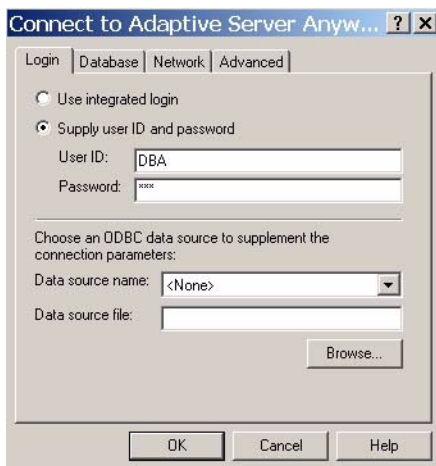 Connect to Adaptive Server Anyw... ? ×
Login Database Network Advanced
Use integrated login
Supply user ID and password
User ID: DBA
Password: ***
Choose an ODBC data source to supplement the
connection parameters:
Data source name: <None>
Data source file:
Browse...
OK Cancel Help